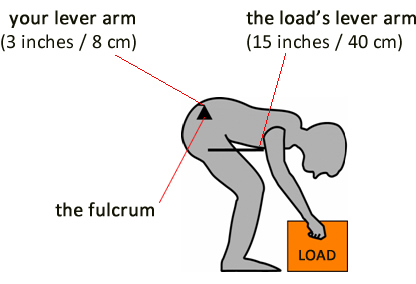 your lever arm
(3 inches / 8 cm)
the load’s lever arm
(15 inches / 40 cm)
the fulcrum
LOAD